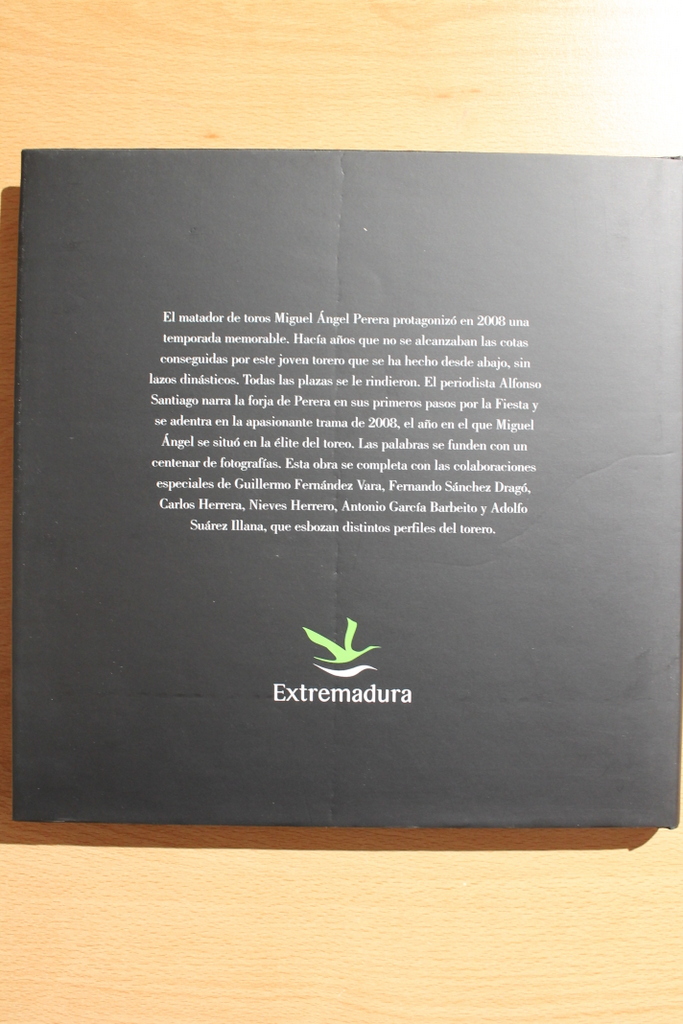 El matador de toros Miguel Ángel Perera protagonizó en 2008 una
temporada memorable. Hacía años que no se alcanzaban las cotas
conseguidas por este joven torero que se ha hecho desde abajo, sin
lazos dinásticos. Todas las plazas se le rindieron. El periodista Alfonso
Santiago narra la forja de Perera en sus primeros pasos por la Fiesta y
se adentra en la apasionante trama de 2008, el año en el que Miguel
Ángel se situó en la élite del toreo. Las palabras se funden con un
centenar de fotografías. Esta obra se completa con las colaboraciones
especiales de Guillermo Fernández Vara, Fernando Sánchez Dragó,
Carlos Herrera, Nieves Herrero, Antonio García Barbeito y Adolfo
Suárez Illana, que esbozan distintos perfiles del torero.
Extremadura